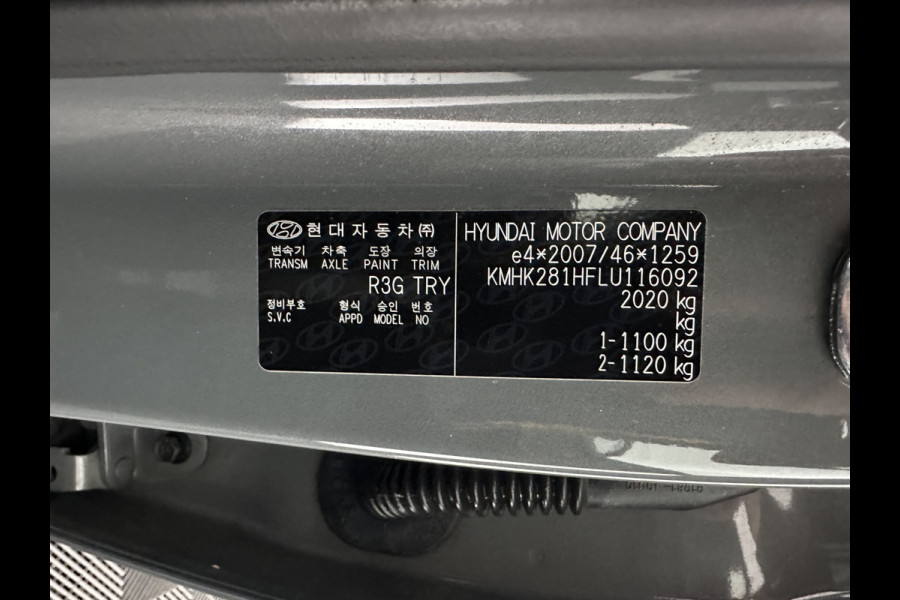 현대자동차㈜
변속기 차축 도장 의장
TRANSM AXLE PAINT TRIM
R3G TRY
정비부호 형식 승인 번호
S.V.C APPD MODEL NO
HYUNDAI MOTOR COMPANY
e4*2007/46*1259
KMHK281HFLU116092
2020 kg
kg
1-1100 kg
2-1120 kg